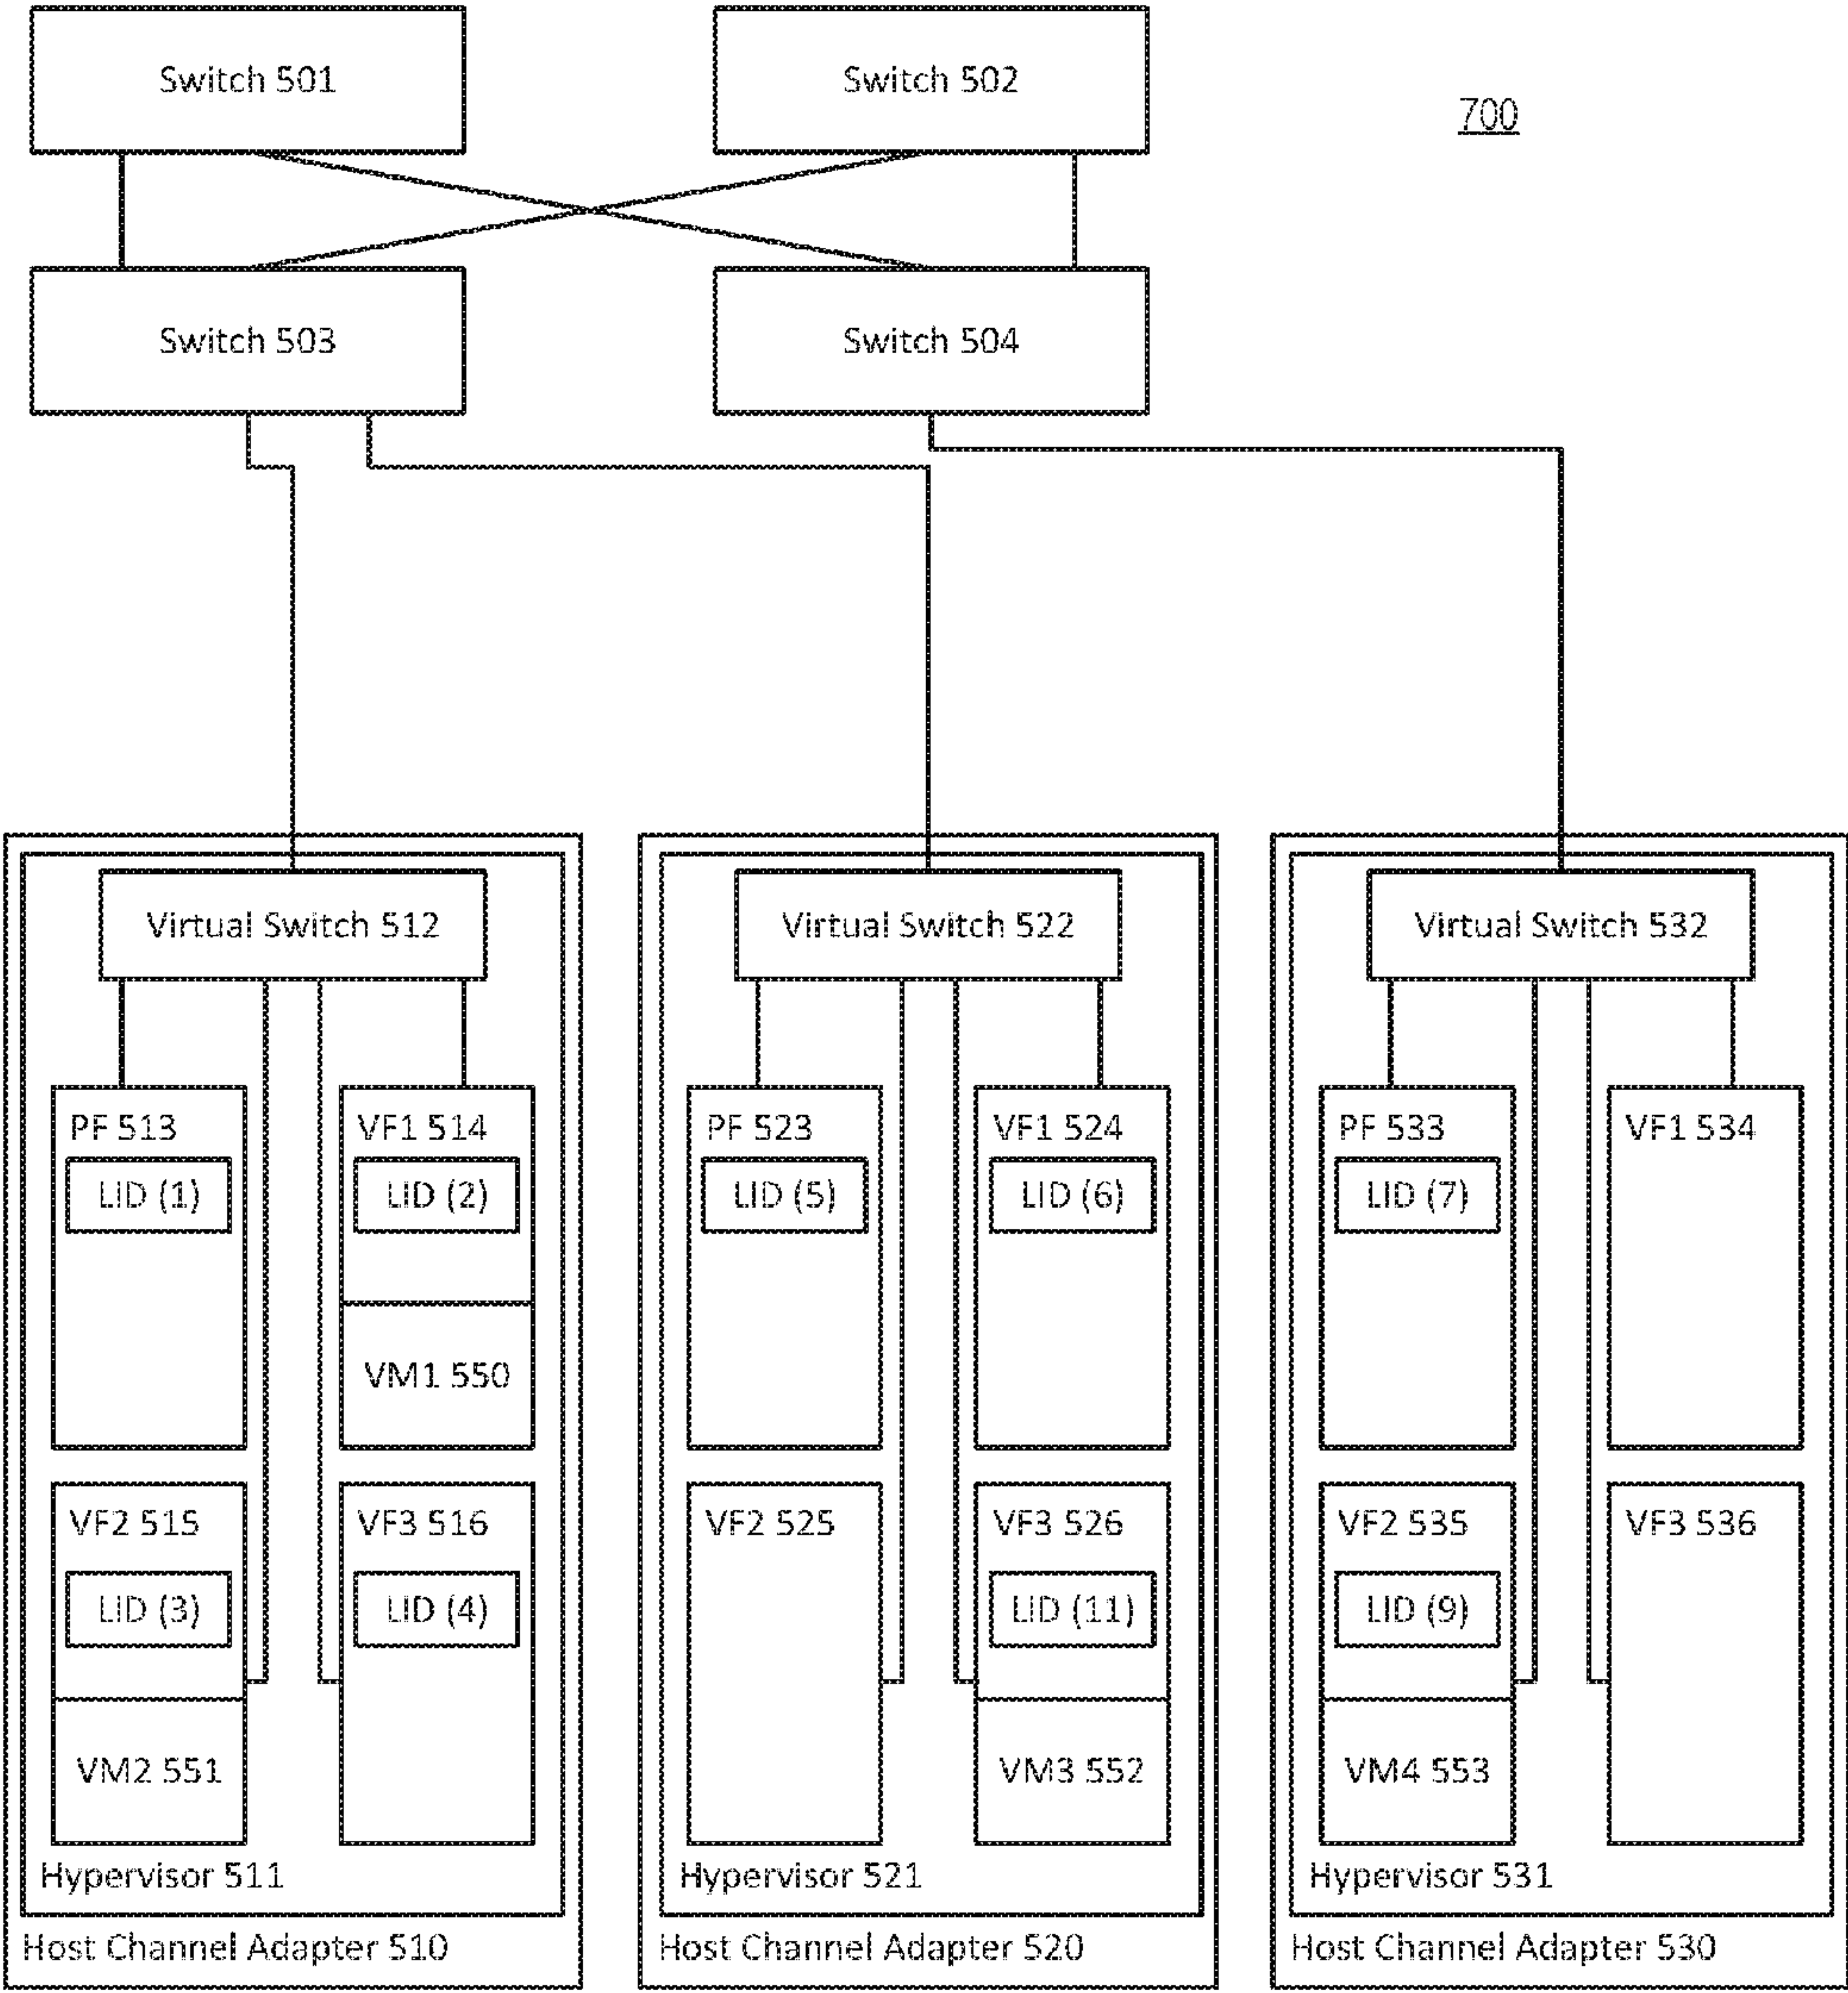 Switch 501
Switch 502
700
Switch 503
Switch 504
Virtual Switch 512
Virtual Switch 522
Virtual Switch 532
PF 513
LID (1)
VF1 514
LID (2)
VM1 550
PF 523
LID (5)
VF1 524
LID (6)
PF 533
LID (7)
VF1 534
VF2 515
LID (3)
VM2 551
VF3 516
LID (4)
VF2 525
VF3 526
LID (11)
VM3 552
VF2 535
LID (9)
VM4 553
VF3 536
Hypervisor 511
Hypervisor 521
Hypervisor 531
Host Channel Adapter 510
Host Channel Adapter 520
Host Channel Adapter 530